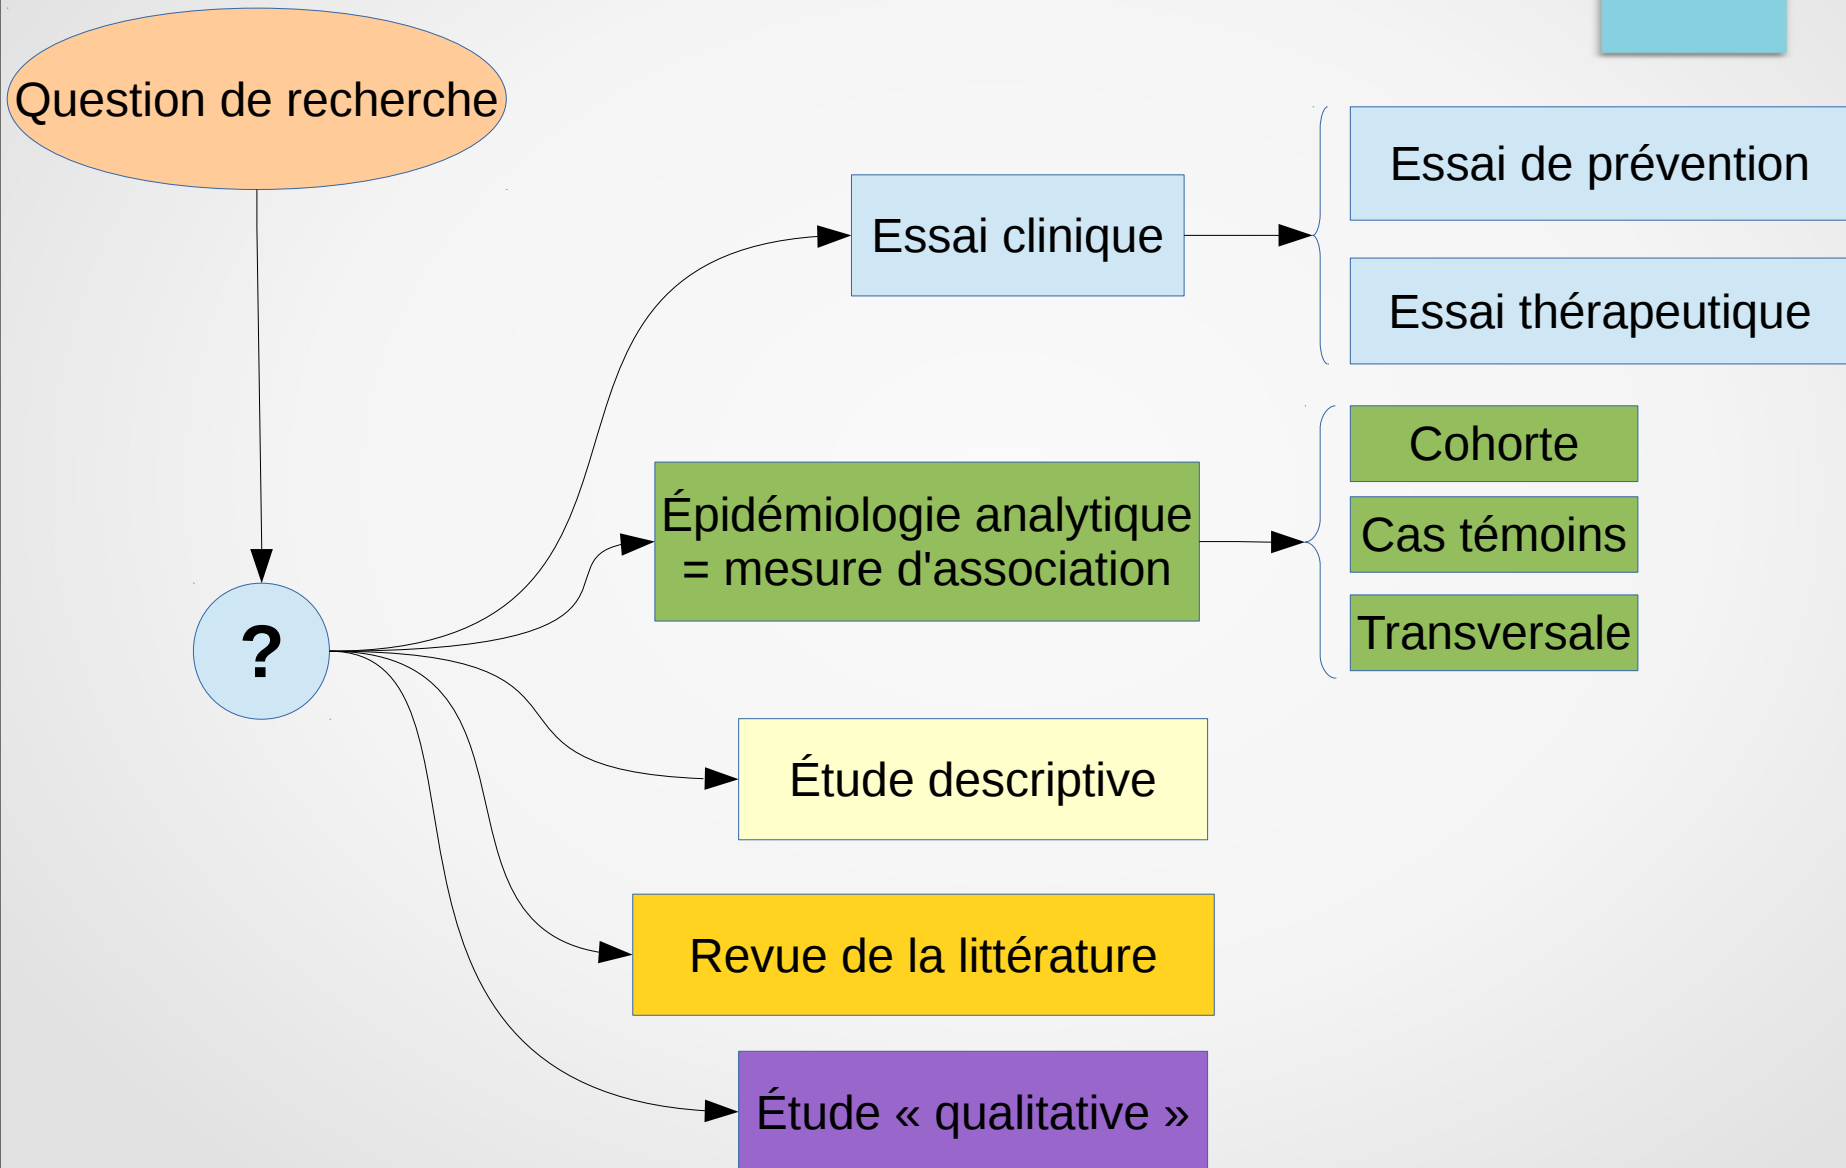 Question de recherche
Essai de prévention
Essai clinique
Essai thérapeutique
Cohorte
Épidémiologie analytique
= mesure d'association
Cas témoins
Transversale
?
Étude descriptive
Revue de la littérature
Étude « qualitative »